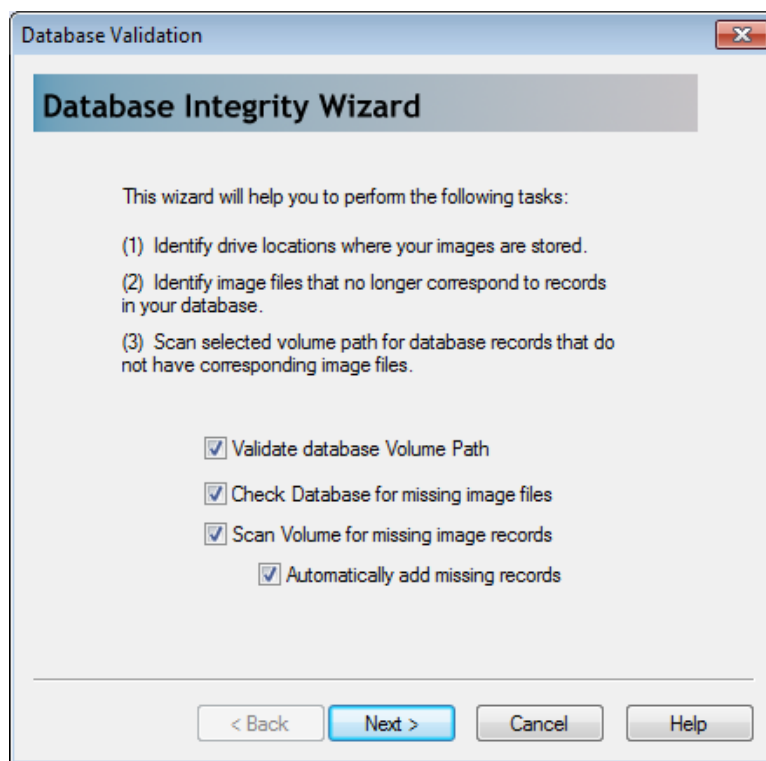 Database Validation
Database Integrity Wizard
This wizard will help you to perform the following tasks:
(1) Identify drive locations where your images are stored.
(2) Identify image files that no longer correspond to records
in your database.
(3) Scan selected volume path for database records that do
not have corresponding image files.
Validate database Volume Path
Check Database for missing image files
Scan Volume for missing image records
Automatically add missing records
< Back
Next >
Cancel
Help